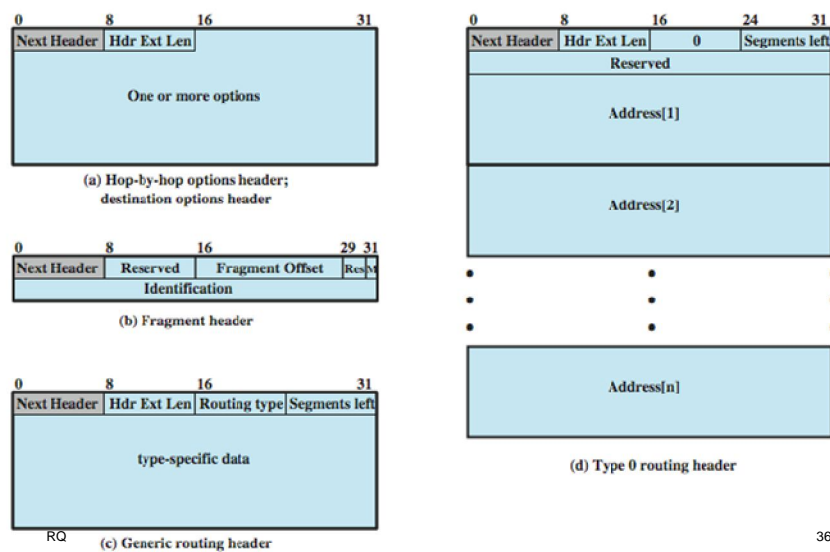 0 8 16 31
Next Header Hdr Ext Len
One or more options
(a) Hop-by-hop options header;
destination options header
0 8 16 29 31
Next Header Reserved Fragment Offset Res M
Identification
(b) Fragment header
0 8 16 31
Next Header Hdr Ext Len Routing type Segments left
type-specific data
(c) Generic routing header
0 8 16 24 31
Next Header Hdr Ext Len 0 Segments left
Reserved
Address[1]
Address[2]
Address[n]
(d) Type 0 routing header
RQ
36